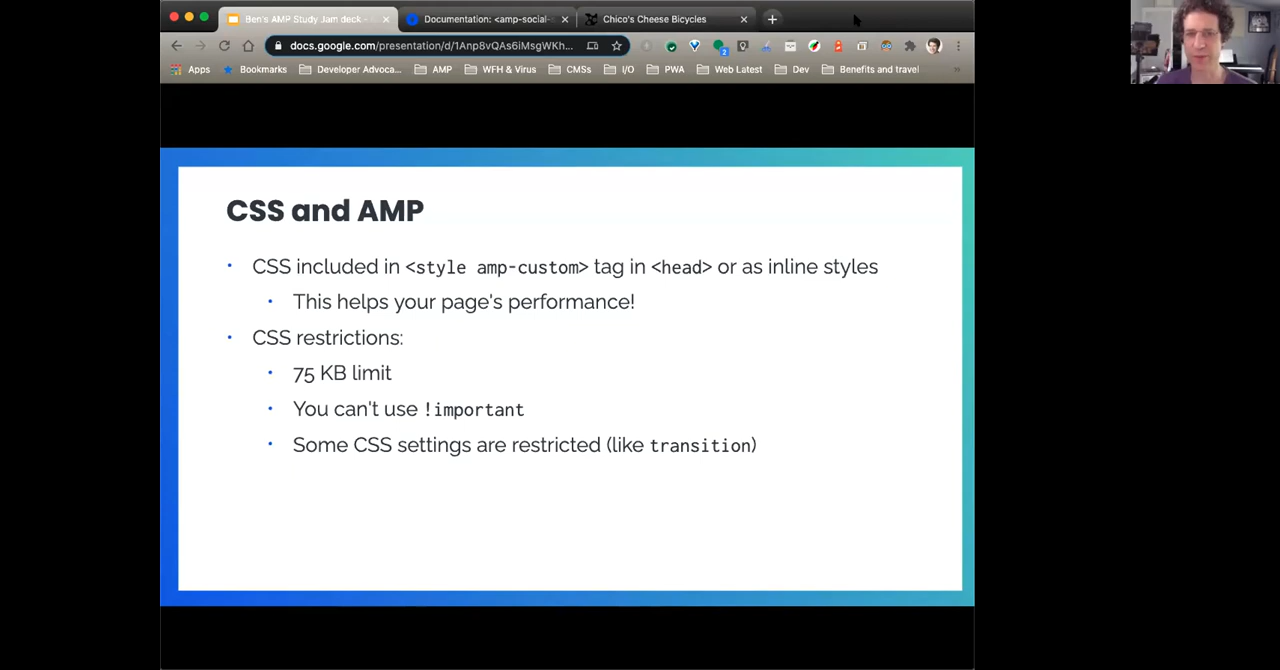 Ben's AMP Study Jam deck -
Documentation: <amp-social-
Chico's Cheese Bicycles
docs.google.com/presentation/d/1Anp8vQAs6iMsgWKh...
2
Apps
Bookmarks
Developer Advoca...
AMP
WFH & Virus
CMSs
I/O
PWA
Web Latest
Dev
Benefits and travel
»
CSS and AMP
• CSS included in <style amp-custom> tag in <head> or as inline styles
• This helps your page's performance!
• CSS restrictions:
• 75 KB limit
• You can't use !important
• Some CSS settings are restricted (like transition)